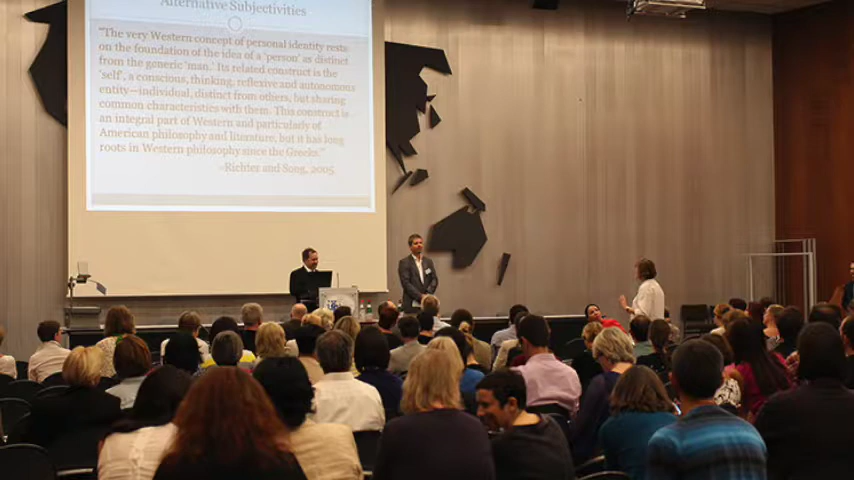 Alternative Subjectivities
“The very Western concept of personal identity rests
on the foundation of the idea of a ‘person’ as distinct
from the generic ‘man.’ Its related construct is the
‘self’, a conscious, thinking, reflexive and autonomous
entity—individual, distinct from others, but sharing
common characteristics with them. This construct is
an integral part of Western and particularly of
American philosophy and literature, but it has long
roots in Western philosophy since the Greeks.”
-Richter and Song, 2005